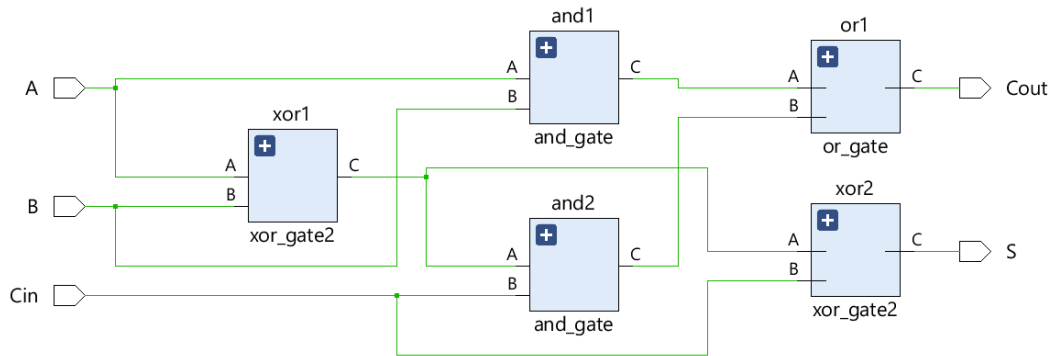 and1
A
C
B
and_gate
or1
A
C
B
or_gate
A
Cout
xor1
A
C
B
xor_gate2
B
and2
A
C
B
and_gate
xor2
A
C
B
xor_gate2
S
Cin